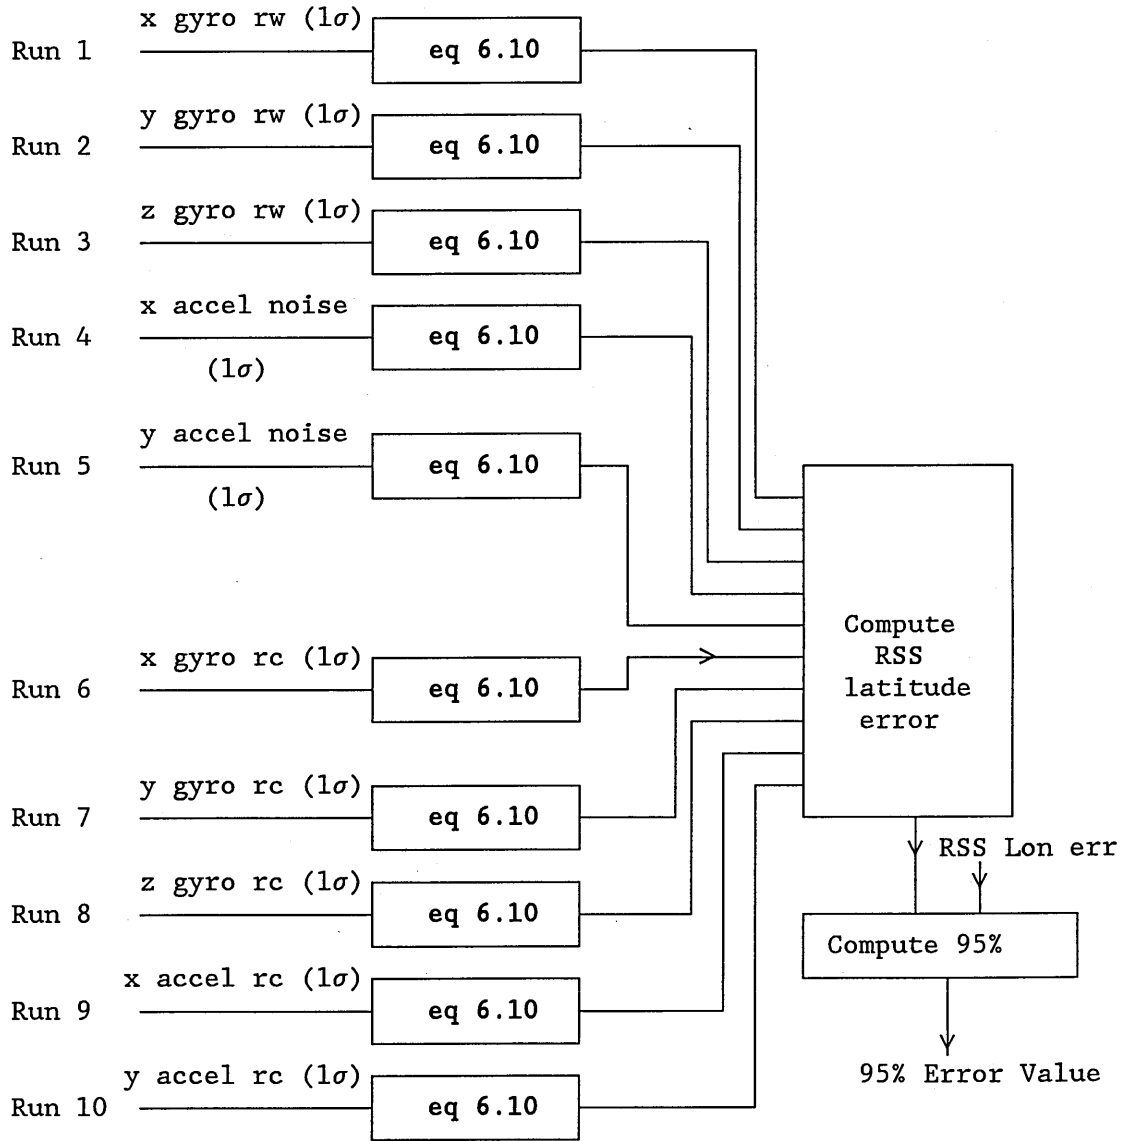 x gyro rw (1σ)
Run 1
eq 6.10
y gyro rw (1σ)
Run 2
eq 6.10
z gyro rw (1σ)
Run 3
eq 6.10
x accel noise
Run 4
eq 6.10
(1σ)
y accel noise
Run 5
eq 6.10
(1σ)
x gyro rc (1σ)
Run 6
eq 6.10
y gyro rc (1σ)
Run 7
eq 6.10
z gyro rc (1σ)
Run 8
eq 6.10
x accel rc (1σ)
Run 9
eq 6.10
y accel rc (1σ)
Run 10
eq 6.10
Compute
RSS
latitude
error
RSS Lon err
Compute 95%
95% Error Value